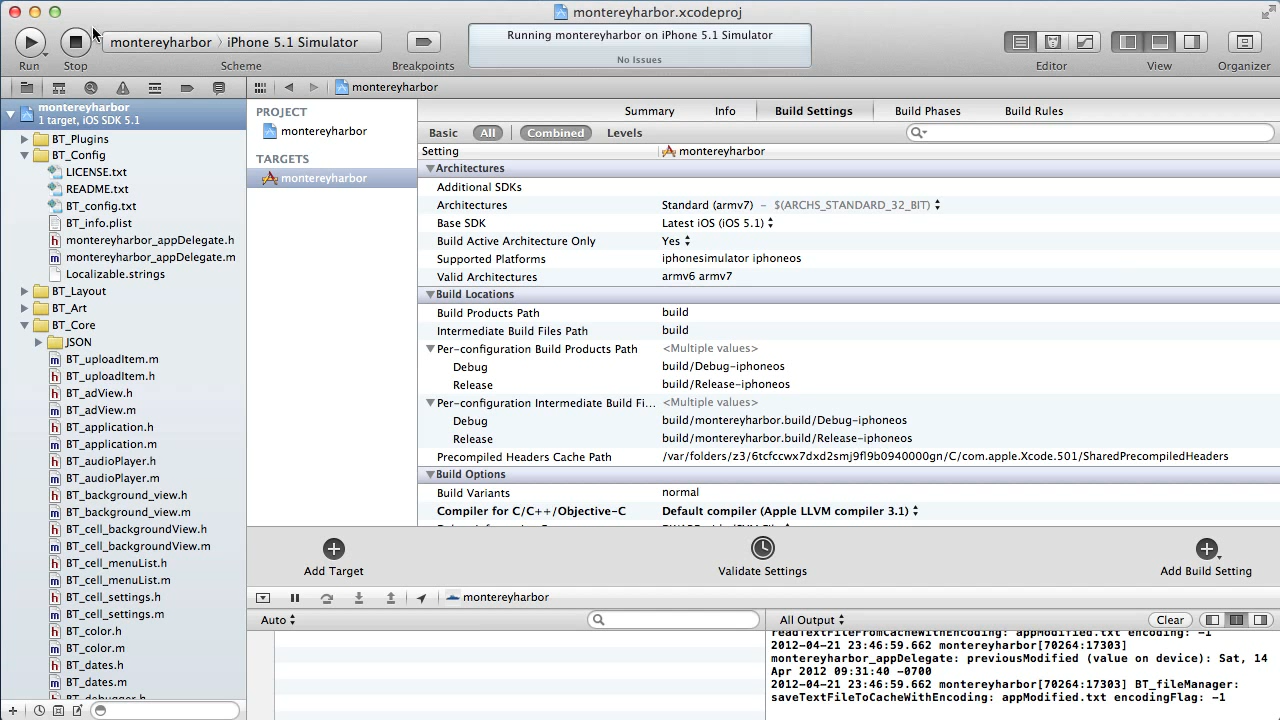 montereyharbor.xcodeproj
montereyharbor › iPhone 5.1 Simulator
Running montereyharbor on iPhone 5.1 Simulator
No Issues
Run Stop Scheme Breakpoints Editor View Organizer
montereyharbor
montereyharbor
1 target, iOS SDK 5.1
BT_Plugins
BT_Config
LICENSE.txt
README.txt
BT_config.txt
BT_info.plist
h montereyharbor_appDelegate.h
m montereyharbor_appDelegate.m
Localizable.strings
BT_Layout
BT_Art
BT_Core
JSON
m BT_uploadItem.m
h BT_uploadItem.h
h BT_adView.h
m BT_adView.m
h BT_application.h
m BT_application.m
h BT_audioPlayer.h
m BT_audioPlayer.m
h BT_background_view.h
m BT_background_view.m
h BT_cell_backgroundView.h
m BT_cell_backgroundView.m
h BT_cell_menuList.h
m BT_cell_menuList.m
h BT_cell_settings.h
m BT_cell_settings.m
h BT_color.h
m BT_color.m
h BT_dates.h
m BT_dates.m
h BT_debugger.h
PROJECT
montereyharbor
TARGETS
montereyharbor
Summary Info Build Settings Build Phases Build Rules
Basic All Combined Levels
Setting montereyharbor
Architectures
Additional SDKs
Architectures Standard (armv7) – $(ARCHS_STANDARD_32_BIT)
Base SDK Latest iOS (iOS 5.1)
Build Active Architecture Only Yes
Supported Platforms iphonesimulator iphoneos
Valid Architectures armv6 armv7
Build Locations
Build Products Path build
Intermediate Build Files Path build
Per-configuration Build Products Path <Multiple values>
Debug build/Debug-iphoneos
Release build/Release-iphoneos
Per-configuration Intermediate Build Fi... <Multiple values>
Debug build/montereyharbor.build/Debug-iphoneos
Release build/montereyharbor.build/Release-iphoneos
Precompiled Headers Cache Path /var/folders/z3/6tcfccwx7dxd2smj9fl9b0940000gn/C/com.apple.Xcode.501/SharedPrecompiledHeaders
Build Options
Build Variants normal
Compiler for C/C++/Objective-C Default compiler (Apple LLVM compiler 3.1)
Add Target Validate Settings Add Build Setting
montereyharbor
Auto
All Output Clear
readTextFileFromCacheWithEncoding: appModified.txt encoding: -1
2012-04-21 23:46:59.662 montereyharbor[70264:17303]
montereyharbor_appDelegate: previousModified (value on device): Sat, 14
Apr 2012 09:31:40 -0700
2012-04-21 23:46:59.662 montereyharbor[70264:17303] BT_fileManager:
saveTextFileToCacheWithEncoding: appModified.txt encodingFlag: -1